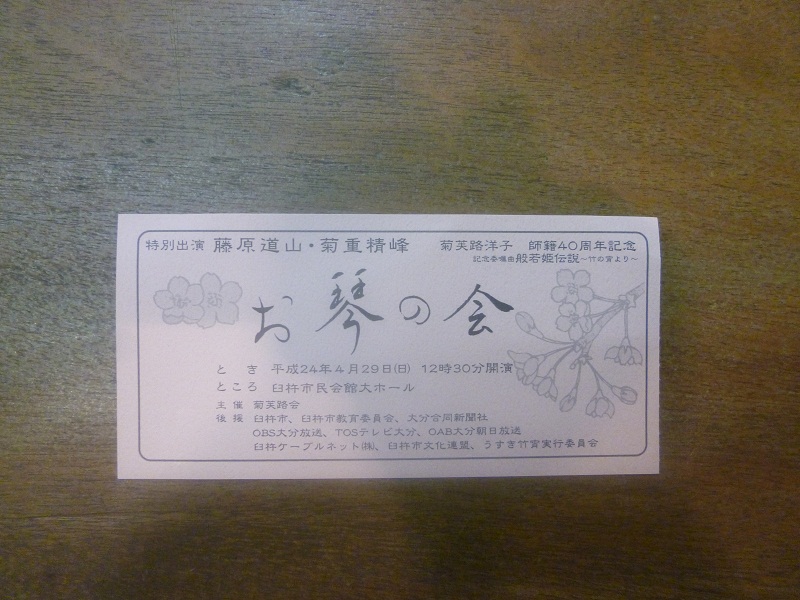 特別出演 藤原道山・菊重精峰 菊芙路洋子 師籍40周年記念
記念委嘱曲般若姫伝説～竹の宵より～
お琴の会
とき 平成24年4月29日(日) 12時30分開演
ところ 臼杵市民会館大ホール
主催 菊芙路会
後援 臼杵市、臼杵市教育委員会、大分合同新聞社
OBS大分放送、TOSテレビ大分、OAB大分朝日放送
臼杵ケーブルネット㈱、臼杵市文化連盟、うすき竹宵実行委員会